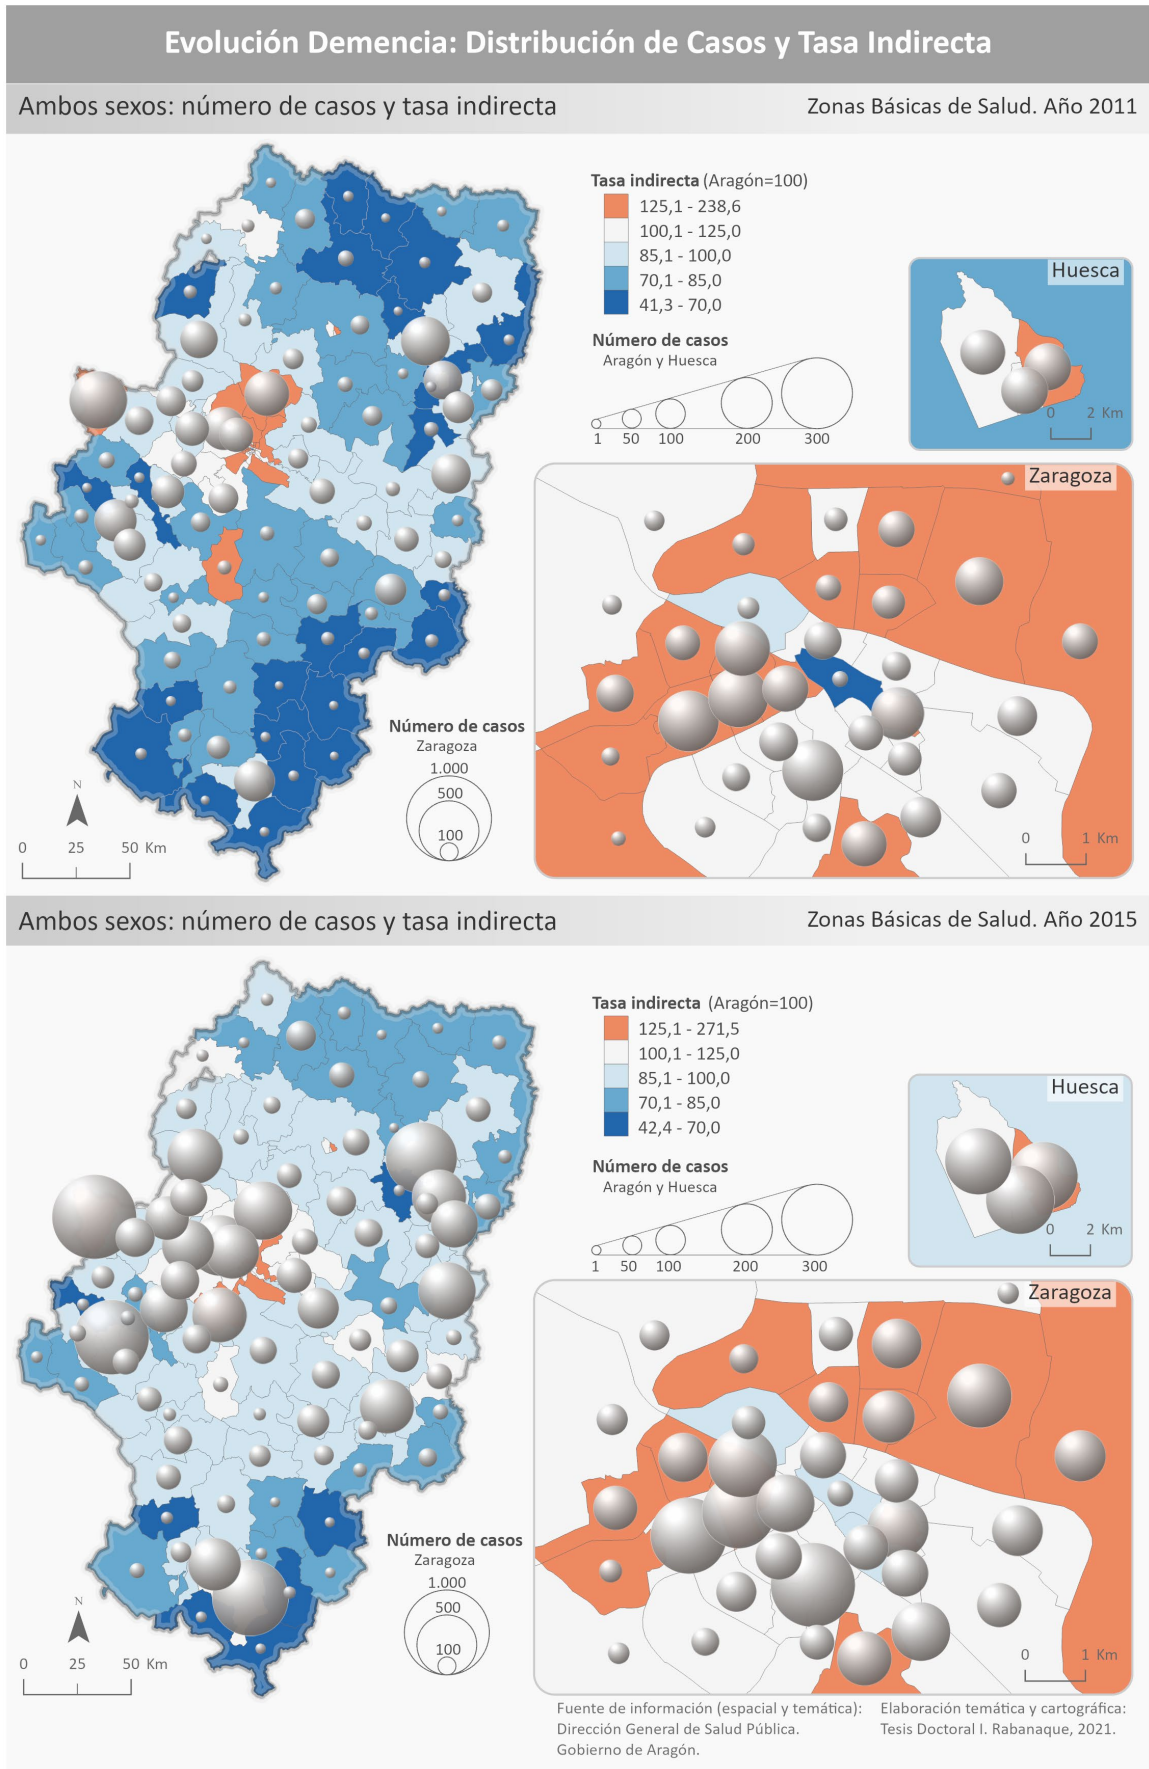 Evolución Demencia: Distribución de Casos y Tasa Indirecta
Ambos sexos: número de casos y tasa indirecta
Zonas Básicas de Salud. Año 2011
Tasa indirecta (Aragón=100)
125,1 - 238,6
100,1 - 125,0
85,1 - 100,0
70,1 - 85,0
41,3 - 70,0
Número de casos
Aragón y Huesca
1 50 100 200 300
Huesca
0 2 Km
Zaragoza
0 1 Km
Número de casos
Zaragoza
1.000
500
100
N
0 25 50 Km
Ambos sexos: número de casos y tasa indirecta
Zonas Básicas de Salud. Año 2015
Tasa indirecta (Aragón=100)
125,1 - 271,5
100,1 - 125,0
85,1 - 100,0
70,1 - 85,0
42,4 - 70,0
Número de casos
Aragón y Huesca
1 50 100 200 300
Huesca
0 2 Km
Zaragoza
0 1 Km
Número de casos
Zaragoza
1.000
500
100
N
0 25 50 Km
Fuente de información (espacial y temática):
Dirección General de Salud Pública.
Gobierno de Aragón.
Elaboración temática y cartográfica:
Tesis Doctoral I. Rabanaque, 2021.